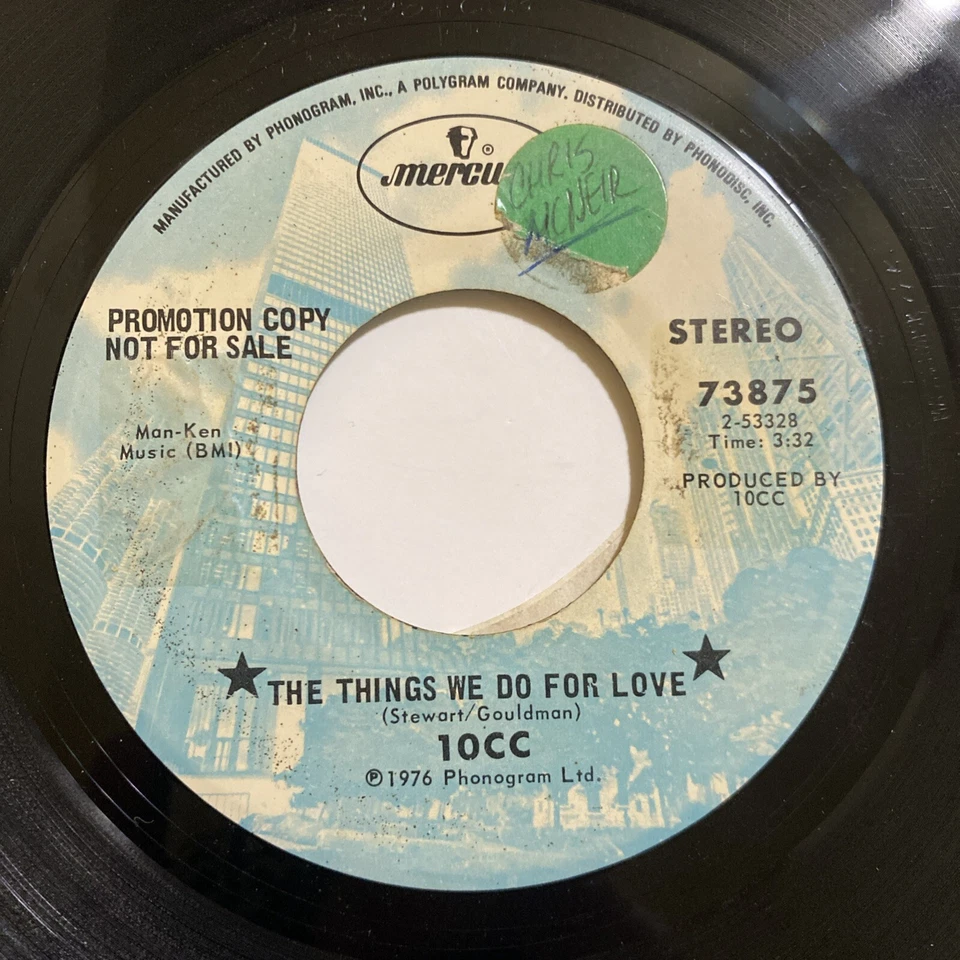 MANUFACTURED BY PHONOGRAM, INC., A POLYGRAM COMPANY. DISTRIBUTED BY PHONODISC, INC.
mercu
®
CHRIS
MCNEIR
PROMOTION COPY
NOT FOR SALE
STEREO
73875
2-53328
Time: 3:32
Man-Ken
Music (BMI)
PRODUCED BY
10CC
★ THE THINGS WE DO FOR LOVE ★
(Stewart/Gouldman)
10CC
℗1976 Phonogram Ltd.